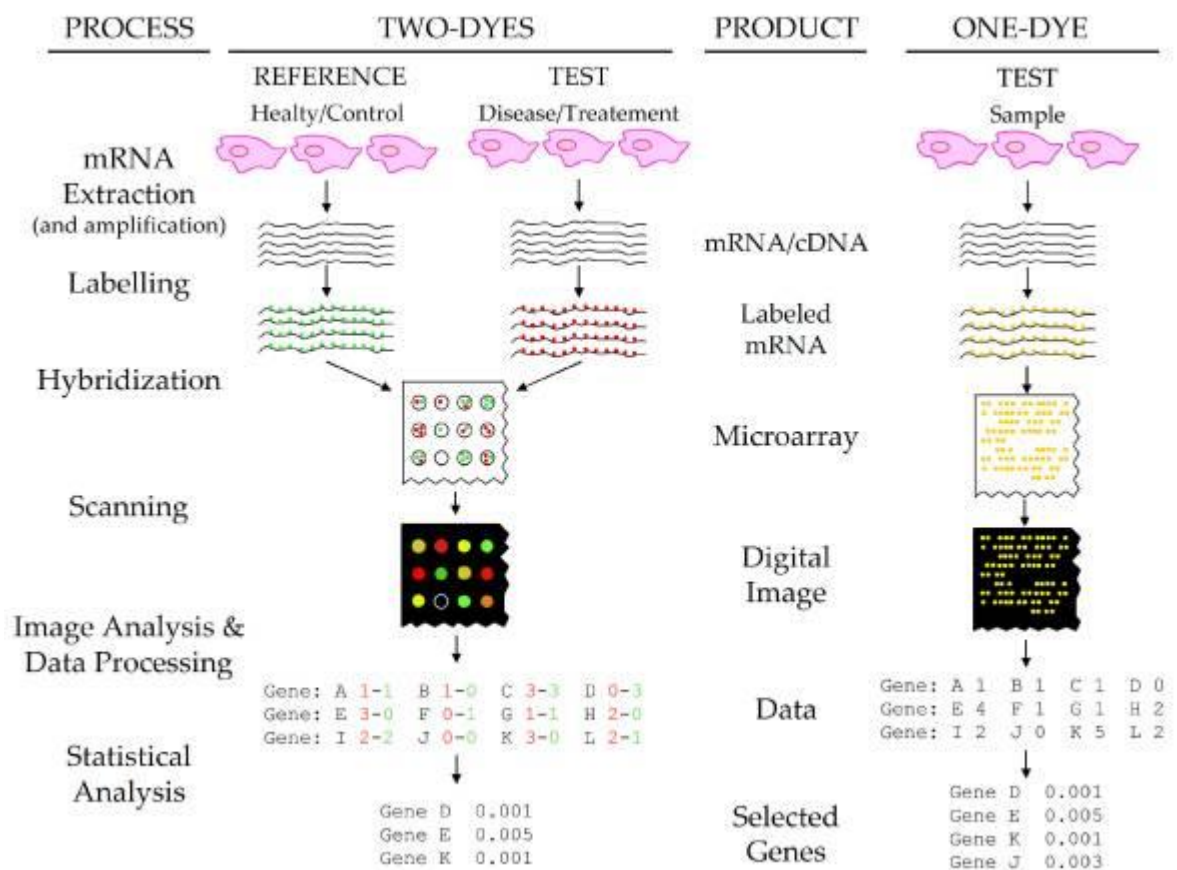 PROCESS TWO-DYES PRODUCT ONE-DYE
REFERENCE TEST TEST
Healty/Control Disease/Treatement Sample
mRNA
Extraction
(and amplification)
mRNA/cDNA
Labelling
Labeled
mRNA
Hybridization
Microarray
Scanning
Digital
Image
Image Analysis &
Data Processing
Gene: A 1-1 B 1-0 C 3-3 D 0-3
Gene: E 3-0 F 0-1 G 1-1 H 2-0
Gene: I 2-2 J 0-0 K 3-0 L 2-1
Data
Gene: A 1 B 1 C 1 D 0
Gene: E 4 F 1 G 1 H 2
Gene: I 2 J 0 K 5 L 2
Statistical
Analysis
Gene D 0.001
Gene E 0.005
Gene K 0.001
Selected
Genes
Gene D 0.001
Gene E 0.005
Gene K 0.001
Gene J 0.003